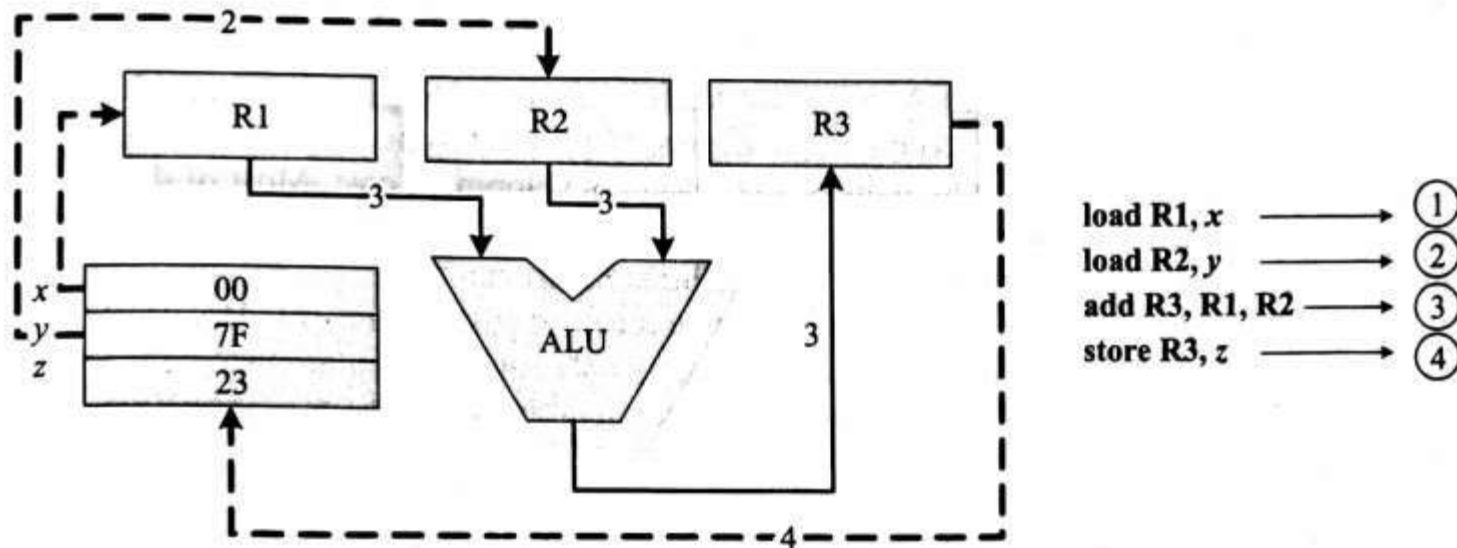 2
R1
R2
R3
3
3
x
00
y
7F
z
23
ALU
3
4
load R1, x
1
load R2, y
2
add R3, R1, R2
3
store R3, z
4